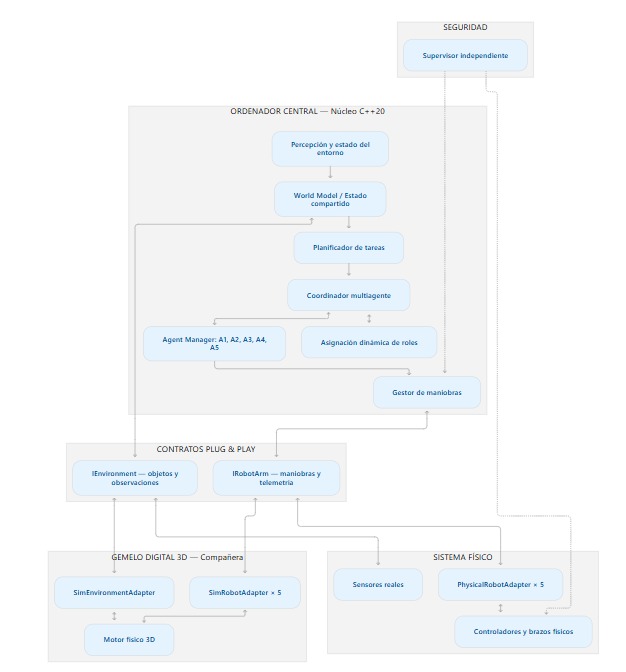 SEGURIDAD
Supervisor independiente
ORDENADOR CENTRAL — Núcleo C++20
Percepción y estado del
entorno
World Model / Estado
compartido
Planificador de tareas
Coordinador multiagente
Agent Manager: A1, A2, A3, A4,
A5
Asignación dinámica de roles
Gestor de maniobras
CONTRATOS PLUG & PLAY
IEnvironment — objetos y
observaciones
IRobotArm — maniobras y
telemetría
GEMELO DIGITAL 3D — Compañera
SimEnvironmentAdapter
SimRobotAdapter × 5
Motor físico 3D
SISTEMA FÍSICO
Sensores reales
PhysicalRobotAdapter × 5
Controladores y brazos físicos